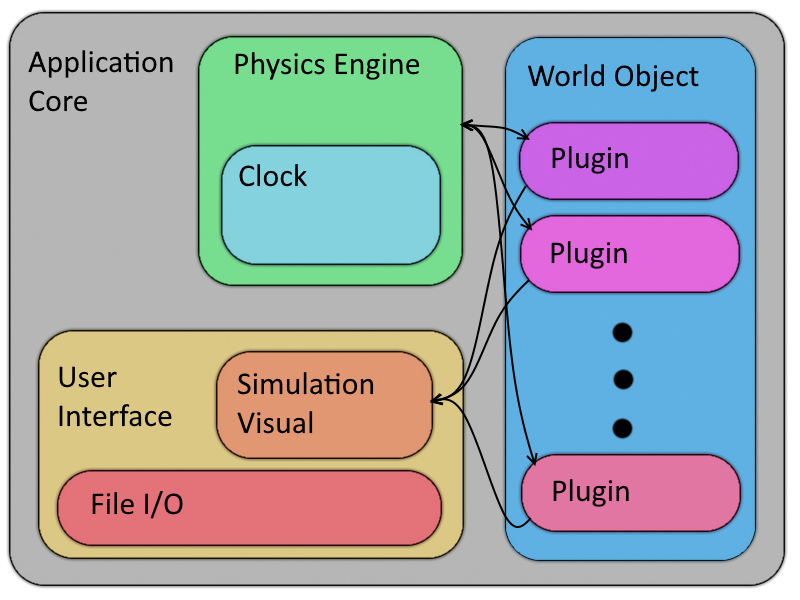 Application
Core
Physics Engine
Clock
World Object
Plugin
Plugin
Plugin
User
Interface
Simulation
Visual
File I/O